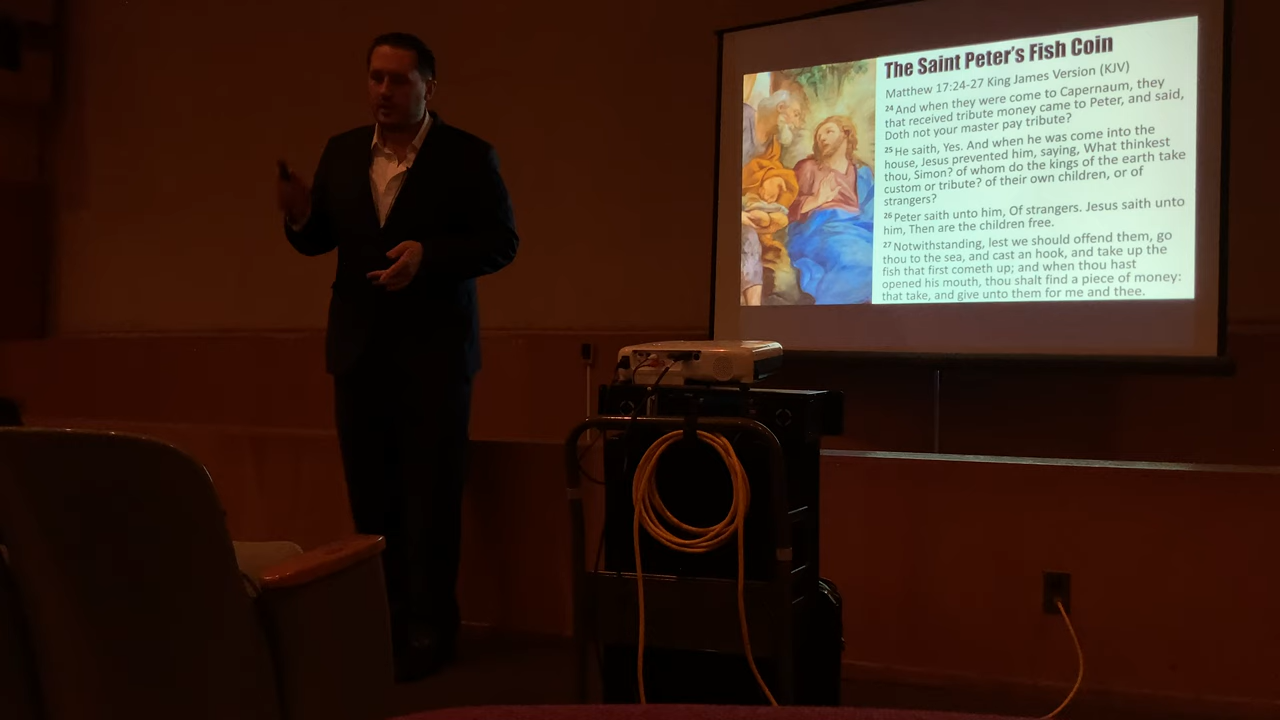 The Saint Peter's Fish Coin
Matthew 17:24-27 King James Version (KJV)
24 And when they were come to Capernaum, they
that received tribute money came to Peter, and said,
Doth not your master pay tribute?
25 He saith, Yes. And when he was come into the
house, Jesus prevented him, saying, What thinkest
thou, Simon? of whom do the kings of the earth take
custom or tribute? of their own children, or of
strangers?
26 Peter saith unto him, Of strangers. Jesus saith unto
him, Then are the children free.
27 Notwithstanding, lest we should offend them, go
thou to the sea, and cast an hook, and take up the
fish that first cometh up; and when thou hast
opened his mouth, thou shalt find a piece of money:
that take, and give unto them for me and thee.